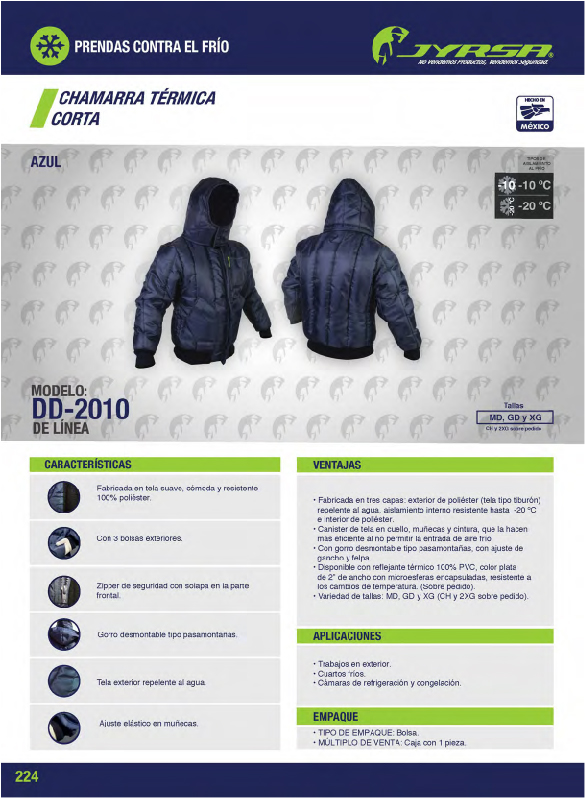 PRENDAS CONTRA EL FRÍO
JYRSA®
No vendemos Productos, vendemos Seguridad.
CHAMARRA TÉRMICA
CORTA
HECHO EN
MÉXICO
AZUL
TIPOS DE
AISLAMIENTO
AL FRÍO
-10 -10 °C
-20 °C -20 °C
MODELO:
DD-2010
DE LÍNEA
Tallas
MD, GD y XG
CH y 2XG sobre pedido
CARACTERÍSTICAS
Fabricada en tela suave, cómoda y resistente
100% poliéster.
Con 3 bolsas exteriores.
Zipper de seguridad con solapa en la parte
frontal.
Gorro desmontable tipo pasamontañas.
Tela exterior repelente al agua.
Ajuste elástico en muñecas.
VENTAJAS
• Fabricada en tres capas: exterior de poliéster (tela tipo tiburón)
repelente al agua, aislamiento interno resistente hasta -20 °C
e interior de poliéster.
• Canister de tela en cuello, muñecas y cintura, que la hacen
más eficiente al no permitir la entrada de aire frío
• Con gorro desmontable tipo pasamontañas, con ajuste de
gancho y felpa.
• Disponible con reflejante térmico 100% PVC, color plata
de 2" de ancho con microesferas encapsuladas, resistente a
los cambios de temperatura. (Sobre pedido).
• Variedad de tallas: MD, GD y XG (CH y 2XG sobre pedido).
APLICACIONES
• Trabajos en exterior.
• Cuartos fríos.
• Cámaras de refrigeración y congelación.
EMPAQUE
• TIPO DE EMPAQUE: Bolsa.
• MÚLTIPLO DE VENTA: Caja con 1 pieza.
224